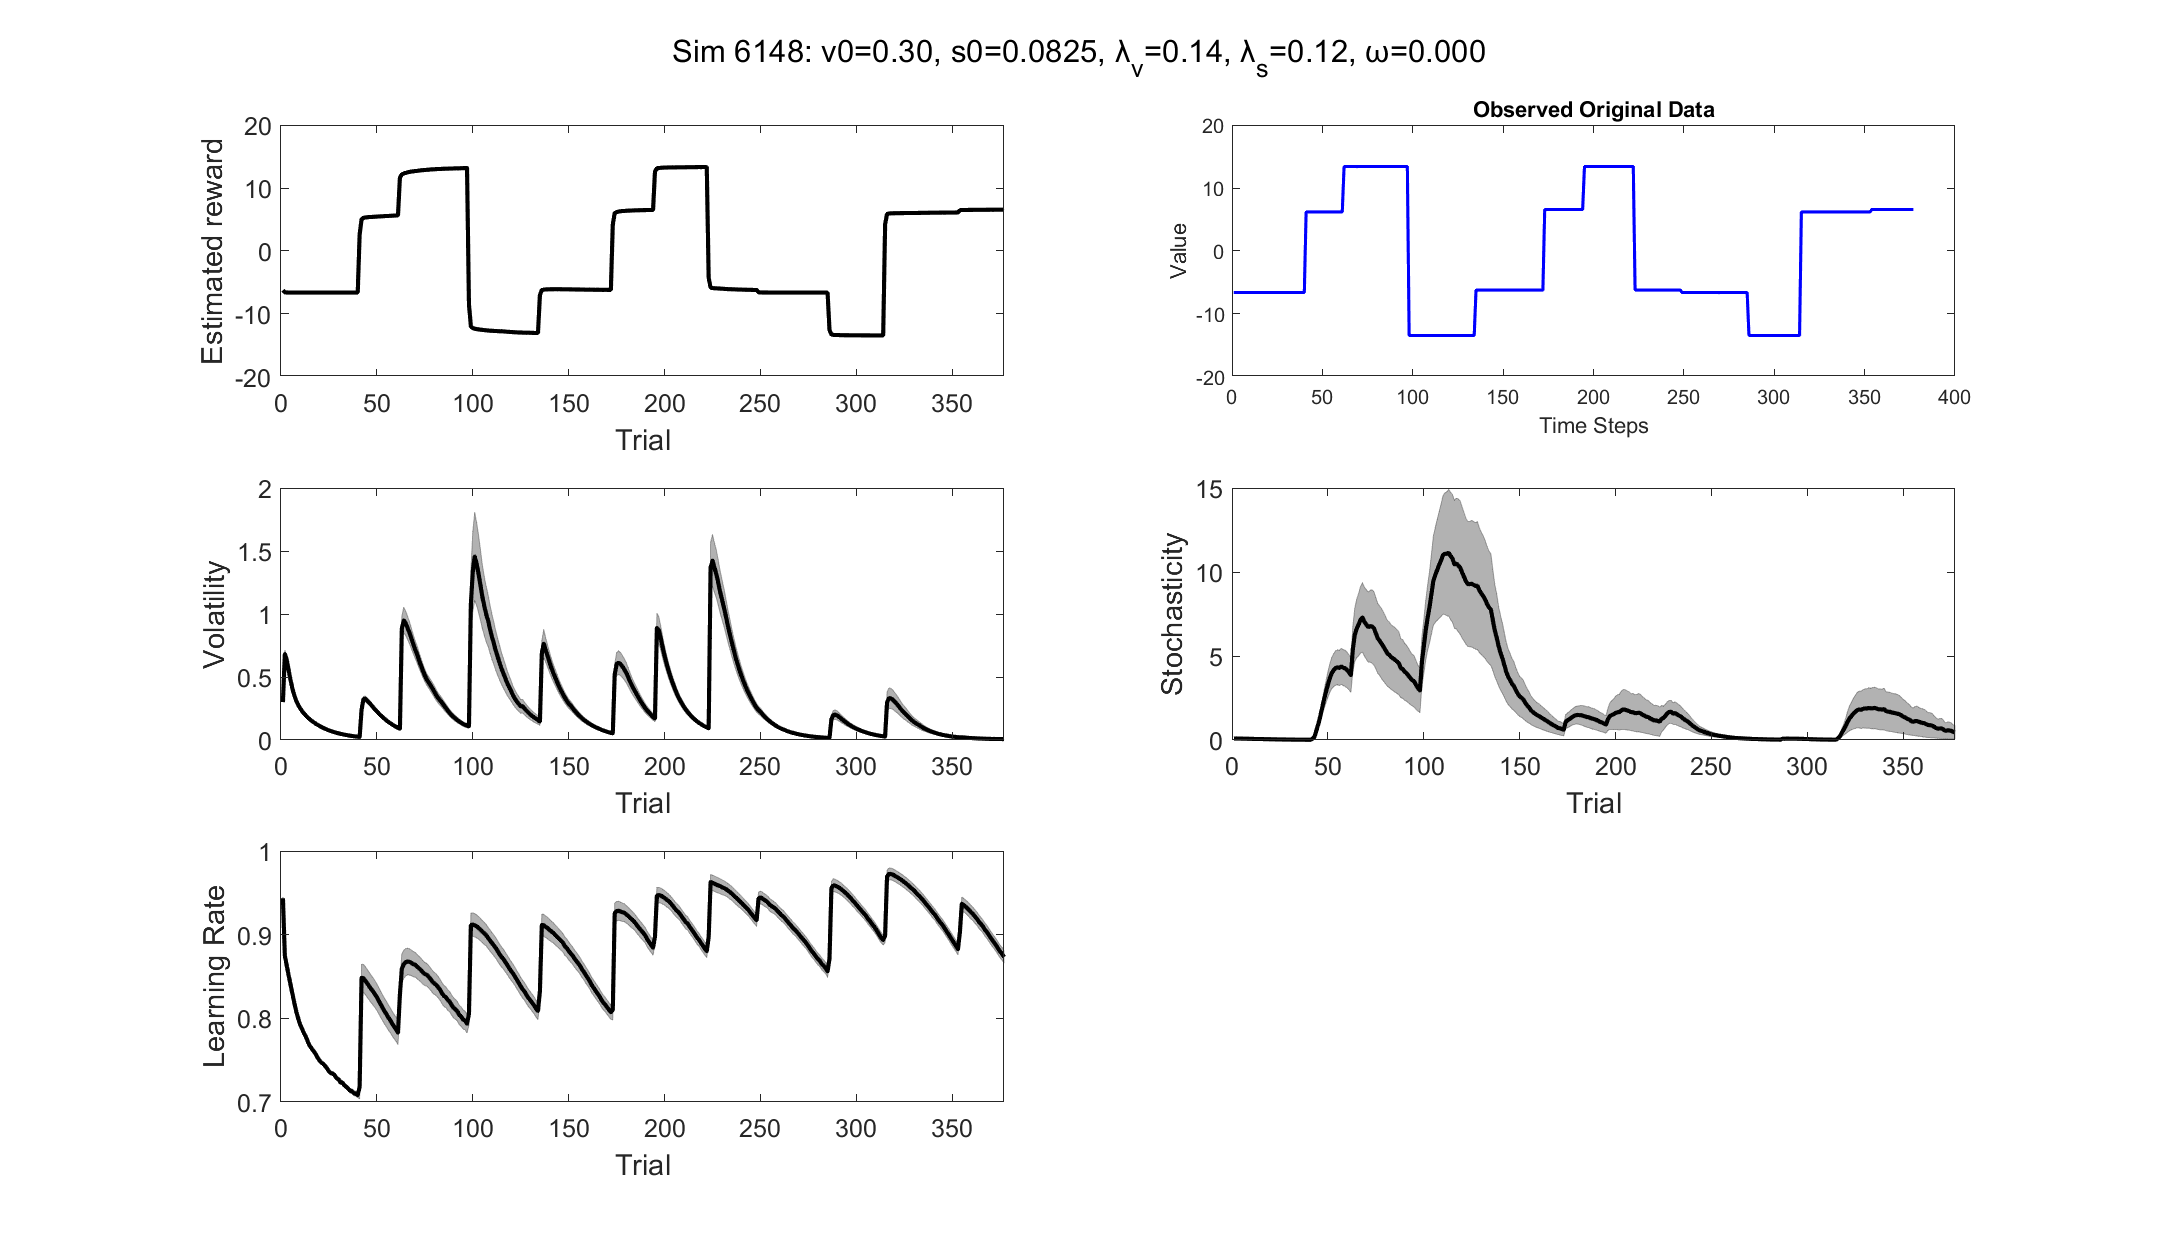 Sim 6148: v0=0.30, s0=0.0825, λv=0.14, λs=0.12, ω=0.000
Estimated reward
20
10
0
-10
-20
0 50 100 150 200 250 300 350
Trial
Observed Original Data
Value
20
10
0
-10
-20
0 50 100 150 200 250 300 350 400
Time Steps
Volatility
2
1.5
1
0.5
0
0 50 100 150 200 250 300 350
Trial
Stochasticity
15
10
5
0
0 50 100 150 200 250 300 350
Trial
Learning Rate
1
0.9
0.8
0.7
0 50 100 150 200 250 300 350
Trial